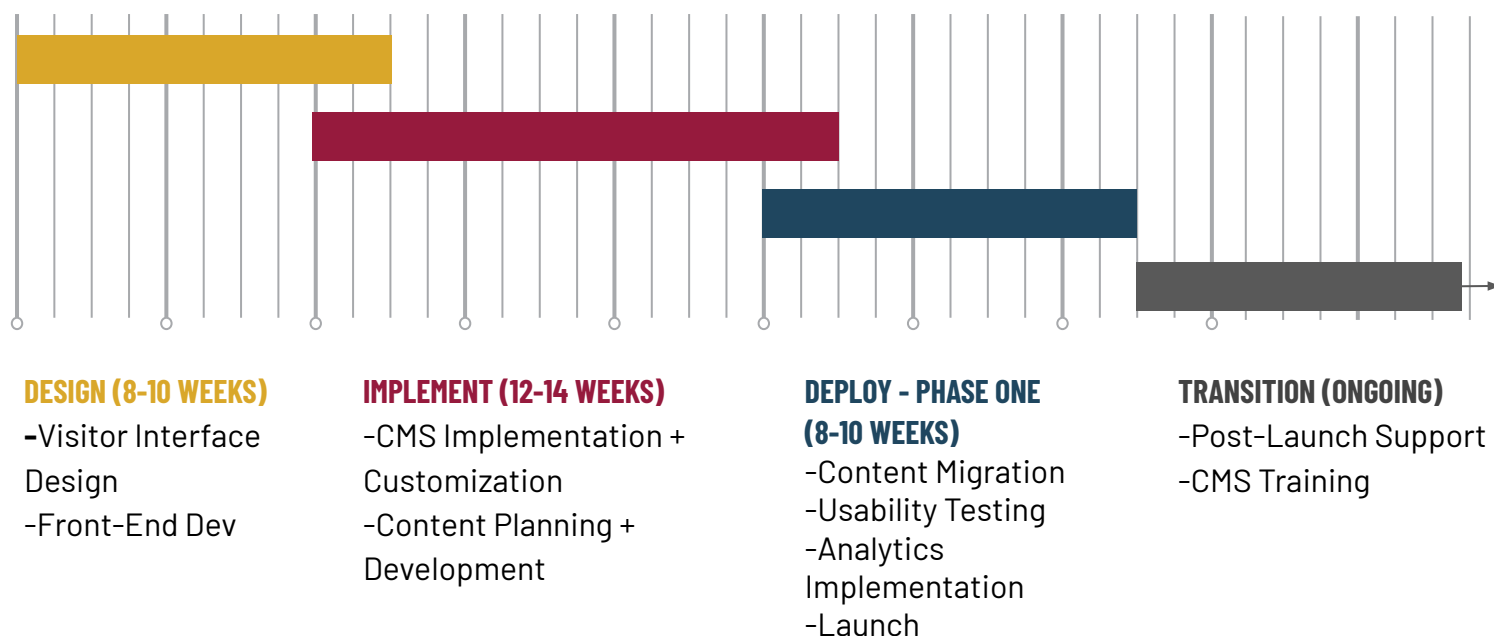 DESIGN (8-10 WEEKS)
-Visitor Interface
Design
-Front-End Dev
IMPLEMENT (12-14 WEEKS)
-CMS Implementation +
Customization
-Content Planning +
Development
DEPLOY - PHASE ONE
(8-10 WEEKS)
-Content Migration
-Usability Testing
-Analytics
Implementation
-Launch
TRANSITION (ONGOING)
-Post-Launch Support
-CMS Training